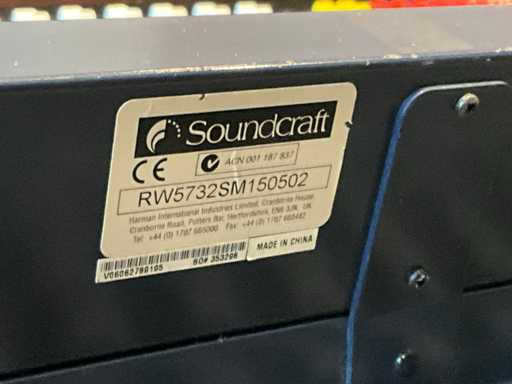 Soundcraft
CE ACN 001 187 837
RW5732SM150502
Harman International Industries Limited, Cranborne House,
Cranborne Road, Potters Bar, Hertfordshire, EN6 3JN, UK
Tel: +44 (0) 1707 665000 Fax: +44 (0) 1707 660482
V06062789195 SO# 353298
MADE IN CHINA